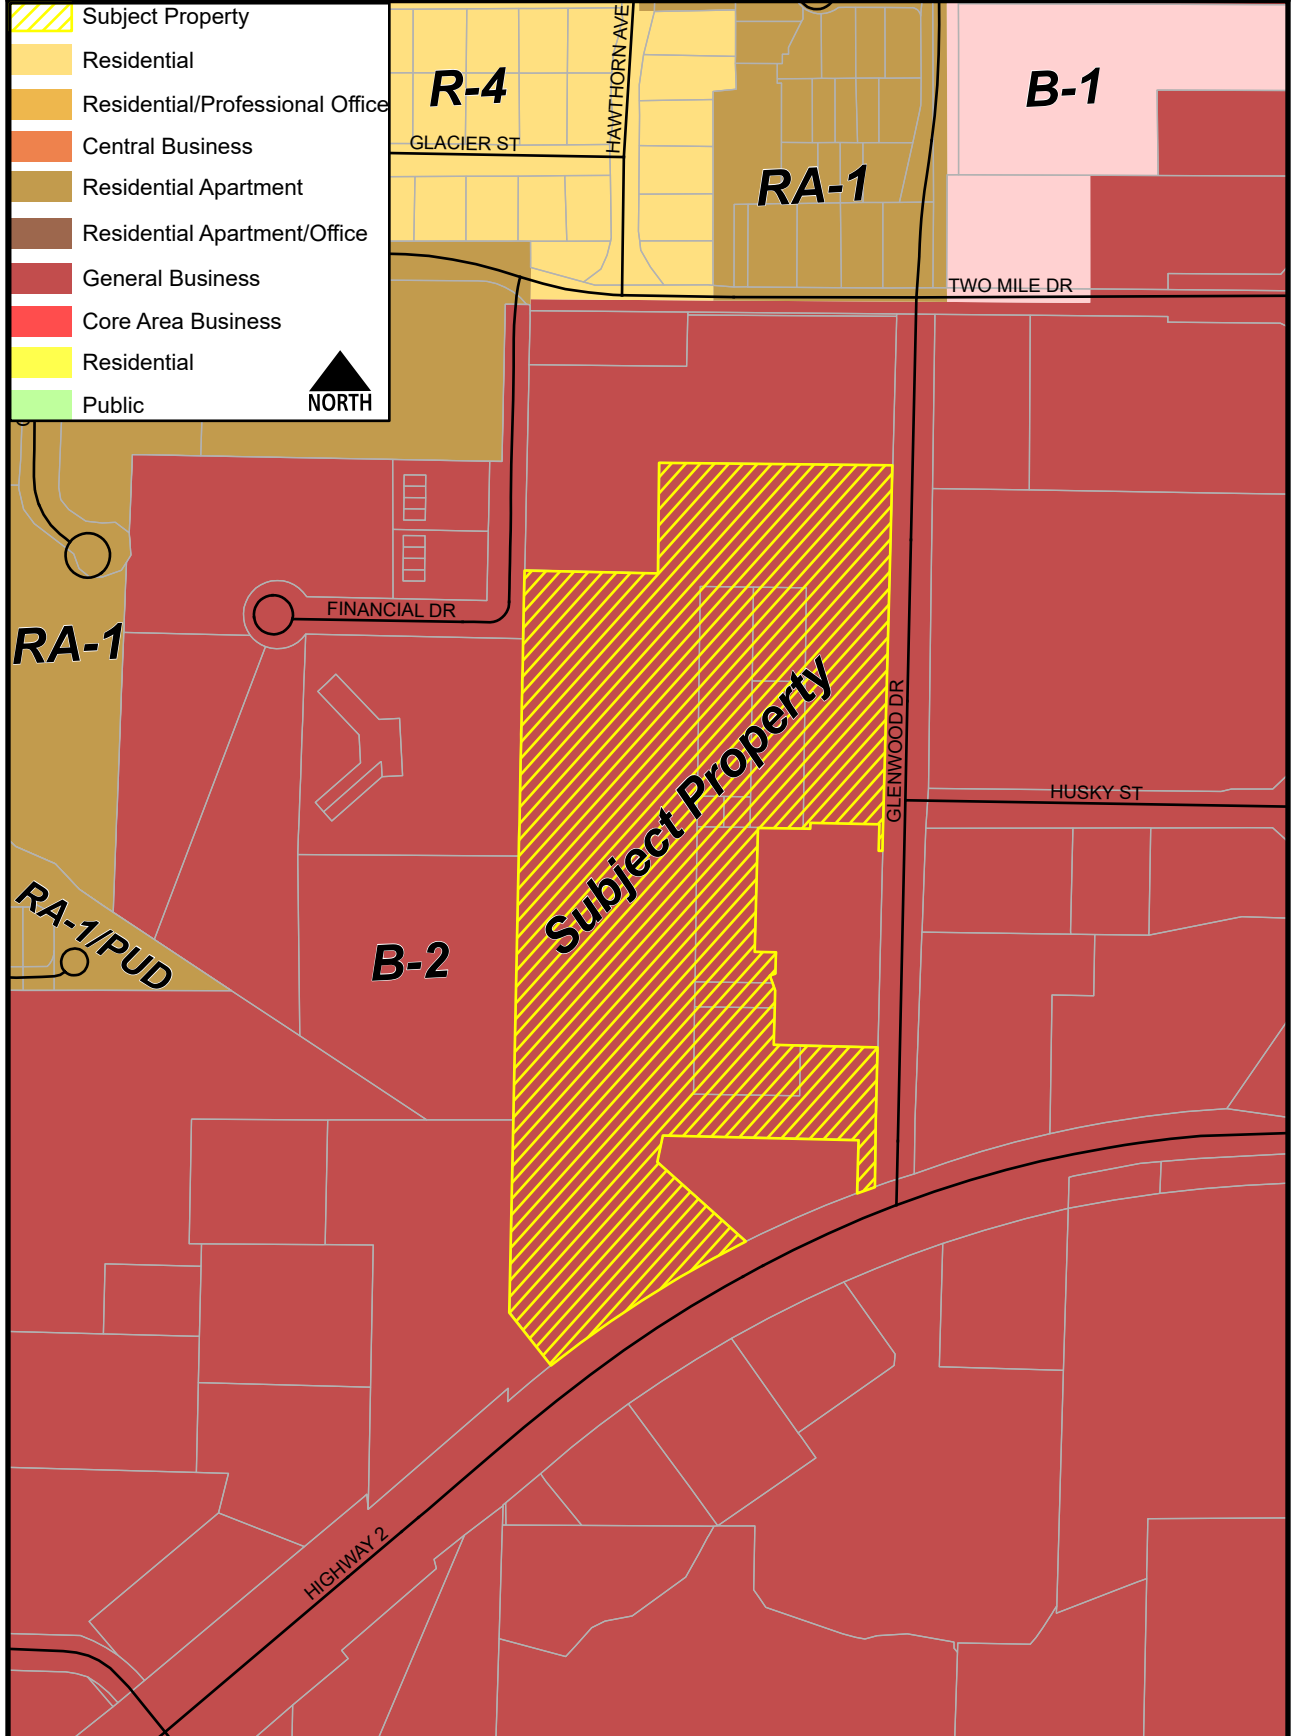 Subject Property
Residential
Residential/Professional Office
Central Business
Residential Apartment
Residential Apartment/Office
General Business
Core Area Business
Residential
Public
NORTH
R-4
HAWTHORN AVE
B-1
GLACIER ST
RA-1
TWO MILE DR
FINANCIAL DR
RA-1
Subject Property
GLENWOOD DR
HUSKY ST
RA-1/PUD
B-2
HIGHWAY 2